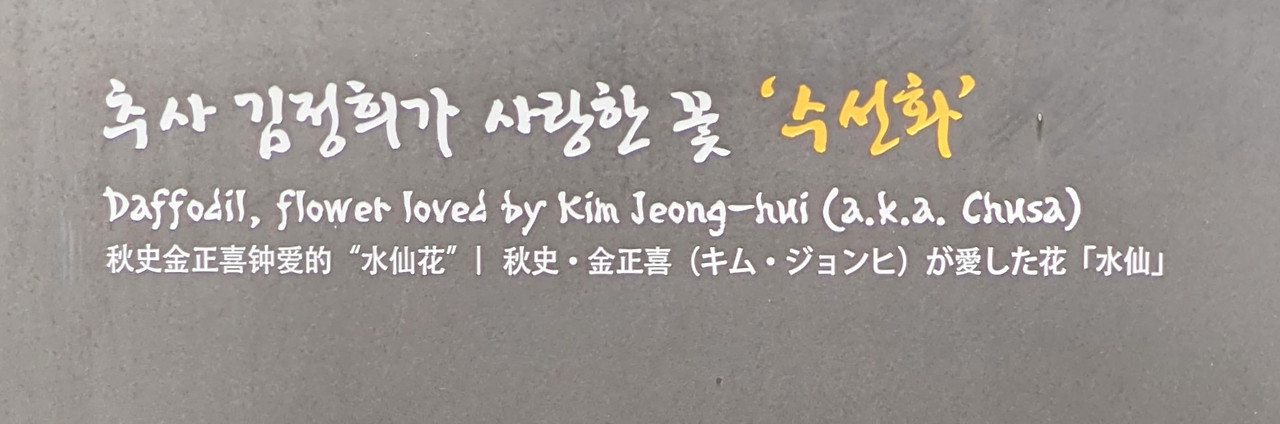 추사 김정희가 사랑한 꽃 ‘수선화’
Daffodil, flower loved by Kim Jeong-hui (a.k.a. Chusa)
秋史金正喜钟爱的“水仙花”| 秋史・金正喜（キム・ジョンヒ）が愛した花「水仙」